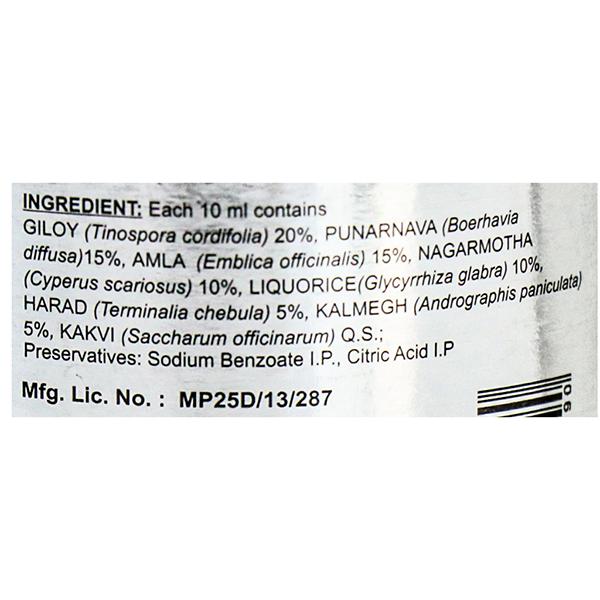 INGREDIENT: Each 10 ml contains
GILOY (Tinospora cordifolia) 20%, PUNARNAVA (Boerhavia
diffusa)15%, AMLA (Emblica officinalis) 15%, NAGARMOTHA
(Cyperus scariosus) 10%, LIQUORICE(Glycyrrhiza glabra) 10%,
HARAD (Terminalia chebula) 5%, KALMEGH (Andrographis paniculata)
5%, KAKVI (Saccharum officinarum) Q.S.;
Preservatives: Sodium Benzoate I.P., Citric Acid I.P
Mfg. Lic. No. : MP25D/13/287
06